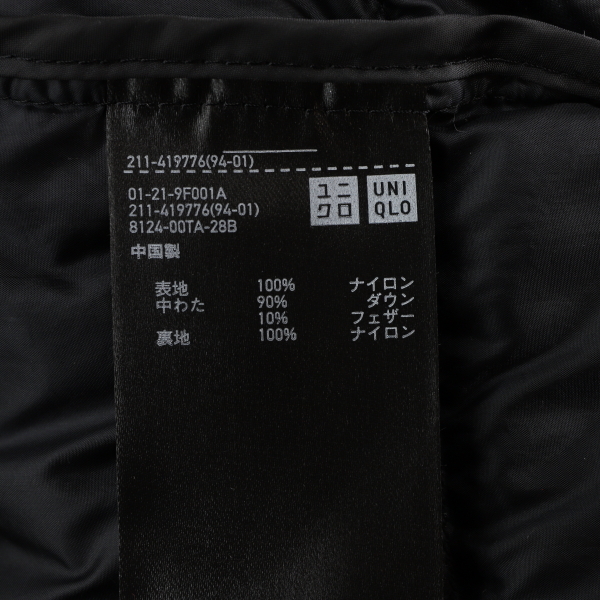 211-419776(94-01)
01-21-9F001A
211-419776(94-01)
8124-00TA-28B
中国製
ユニ
クロ
UNI
QLO
表地 100% ナイロン
中わた 90% ダウン
10% フェザー
裏地 100% ナイロン